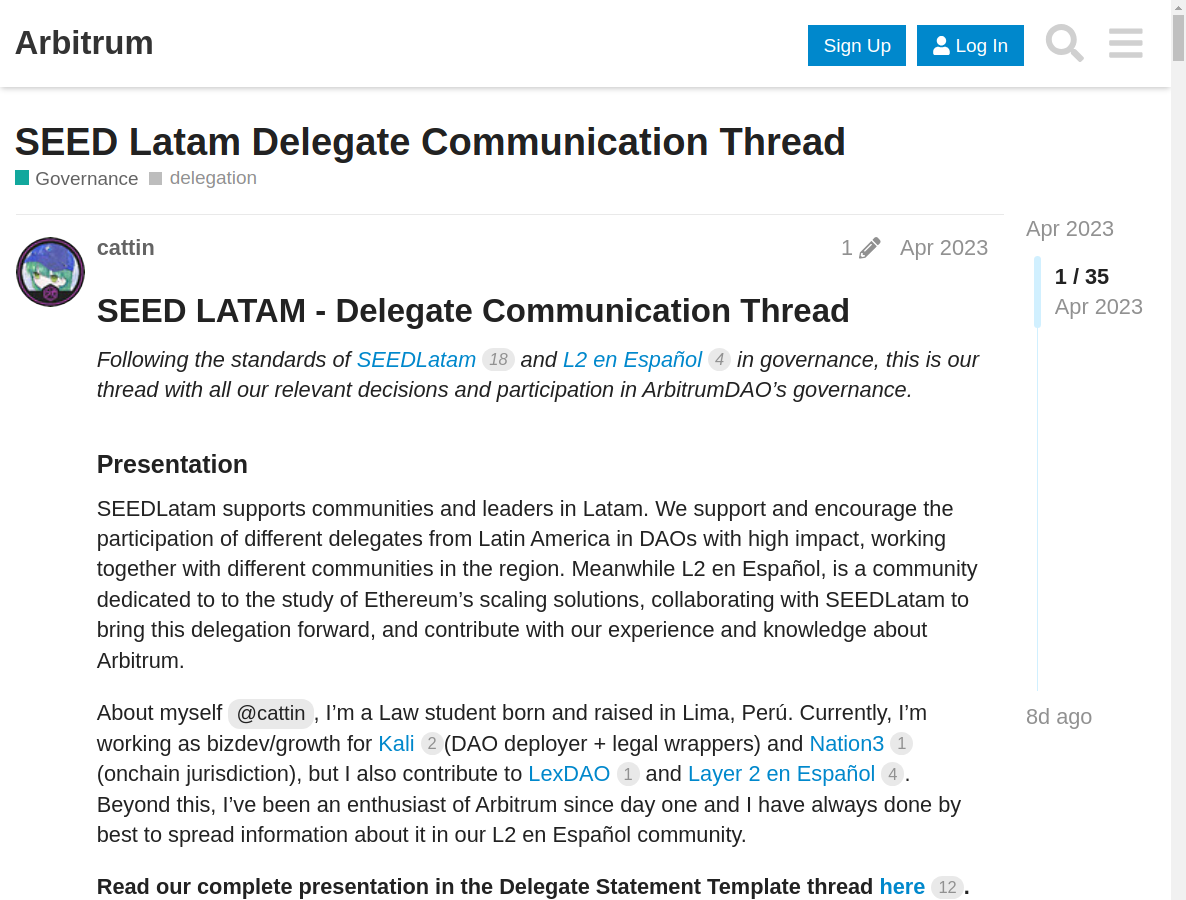 Arbitrum
Sign Up
Log In
SEED Latam Delegate Communication Thread
Governance delegation
cattin
1
Apr 2023
SEED LATAM - Delegate Communication Thread
Following the standards of SEEDLatam 18 and L2 en Español 4 in governance, this is our
thread with all our relevant decisions and participation in ArbitrumDAO’s governance.
Presentation
SEEDLatam supports communities and leaders in Latam. We support and encourage the
participation of different delegates from Latin America in DAOs with high impact, working
together with different communities in the region. Meanwhile L2 en Español, is a community
dedicated to to the study of Ethereum’s scaling solutions, collaborating with SEEDLatam to
bring this delegation forward, and contribute with our experience and knowledge about
Arbitrum.
About myself @cattin, I’m a Law student born and raised in Lima, Perú. Currently, I’m
working as bizdev/growth for Kali 2 (DAO deployer + legal wrappers) and Nation3 1
(onchain jurisdiction), but I also contribute to LexDAO 1 and Layer 2 en Español 4.
Beyond this, I’ve been an enthusiast of Arbitrum since day one and I have always done by
best to spread information about it in our L2 en Español community.
Read our complete presentation in the Delegate Statement Template thread here 12.
Apr 2023
1 / 35
Apr 2023
8d ago